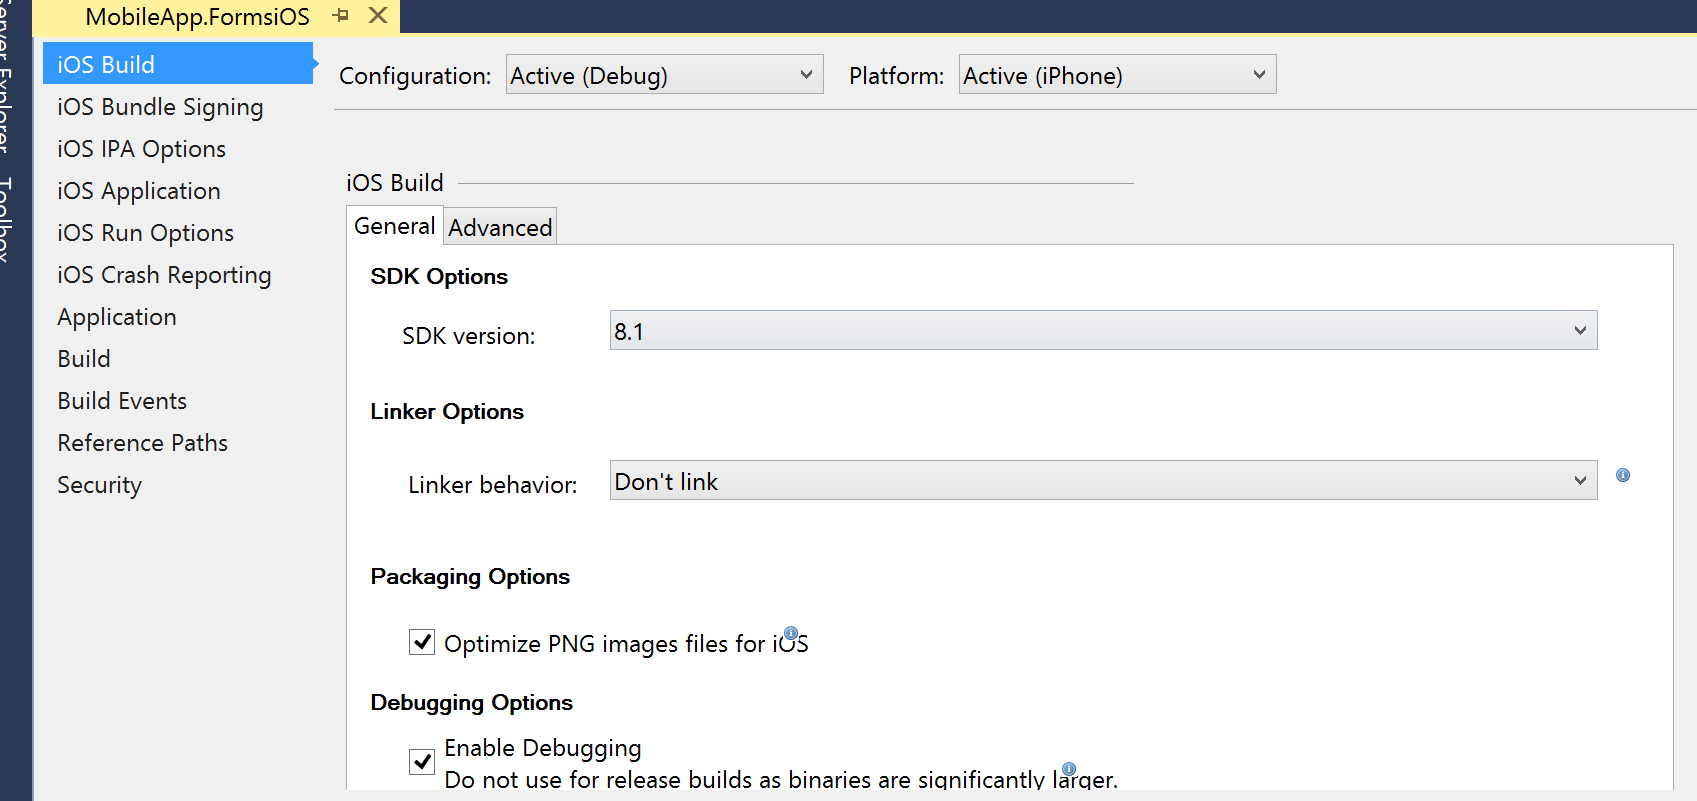 MobileApp.FormsiOS
Server Explorer
Toolbox
iOS Build
iOS Bundle Signing
iOS IPA Options
iOS Application
iOS Run Options
iOS Crash Reporting
Application
Build
Build Events
Reference Paths
Security
Configuration: Active (Debug) Platform: Active (iPhone)
iOS Build
General Advanced
SDK Options
SDK version: 8.1
Linker Options
Linker behavior: Don't link
Packaging Options
Optimize PNG images files for iOS
Debugging Options
Enable Debugging
Do not use for release builds as binaries are significantly larger.